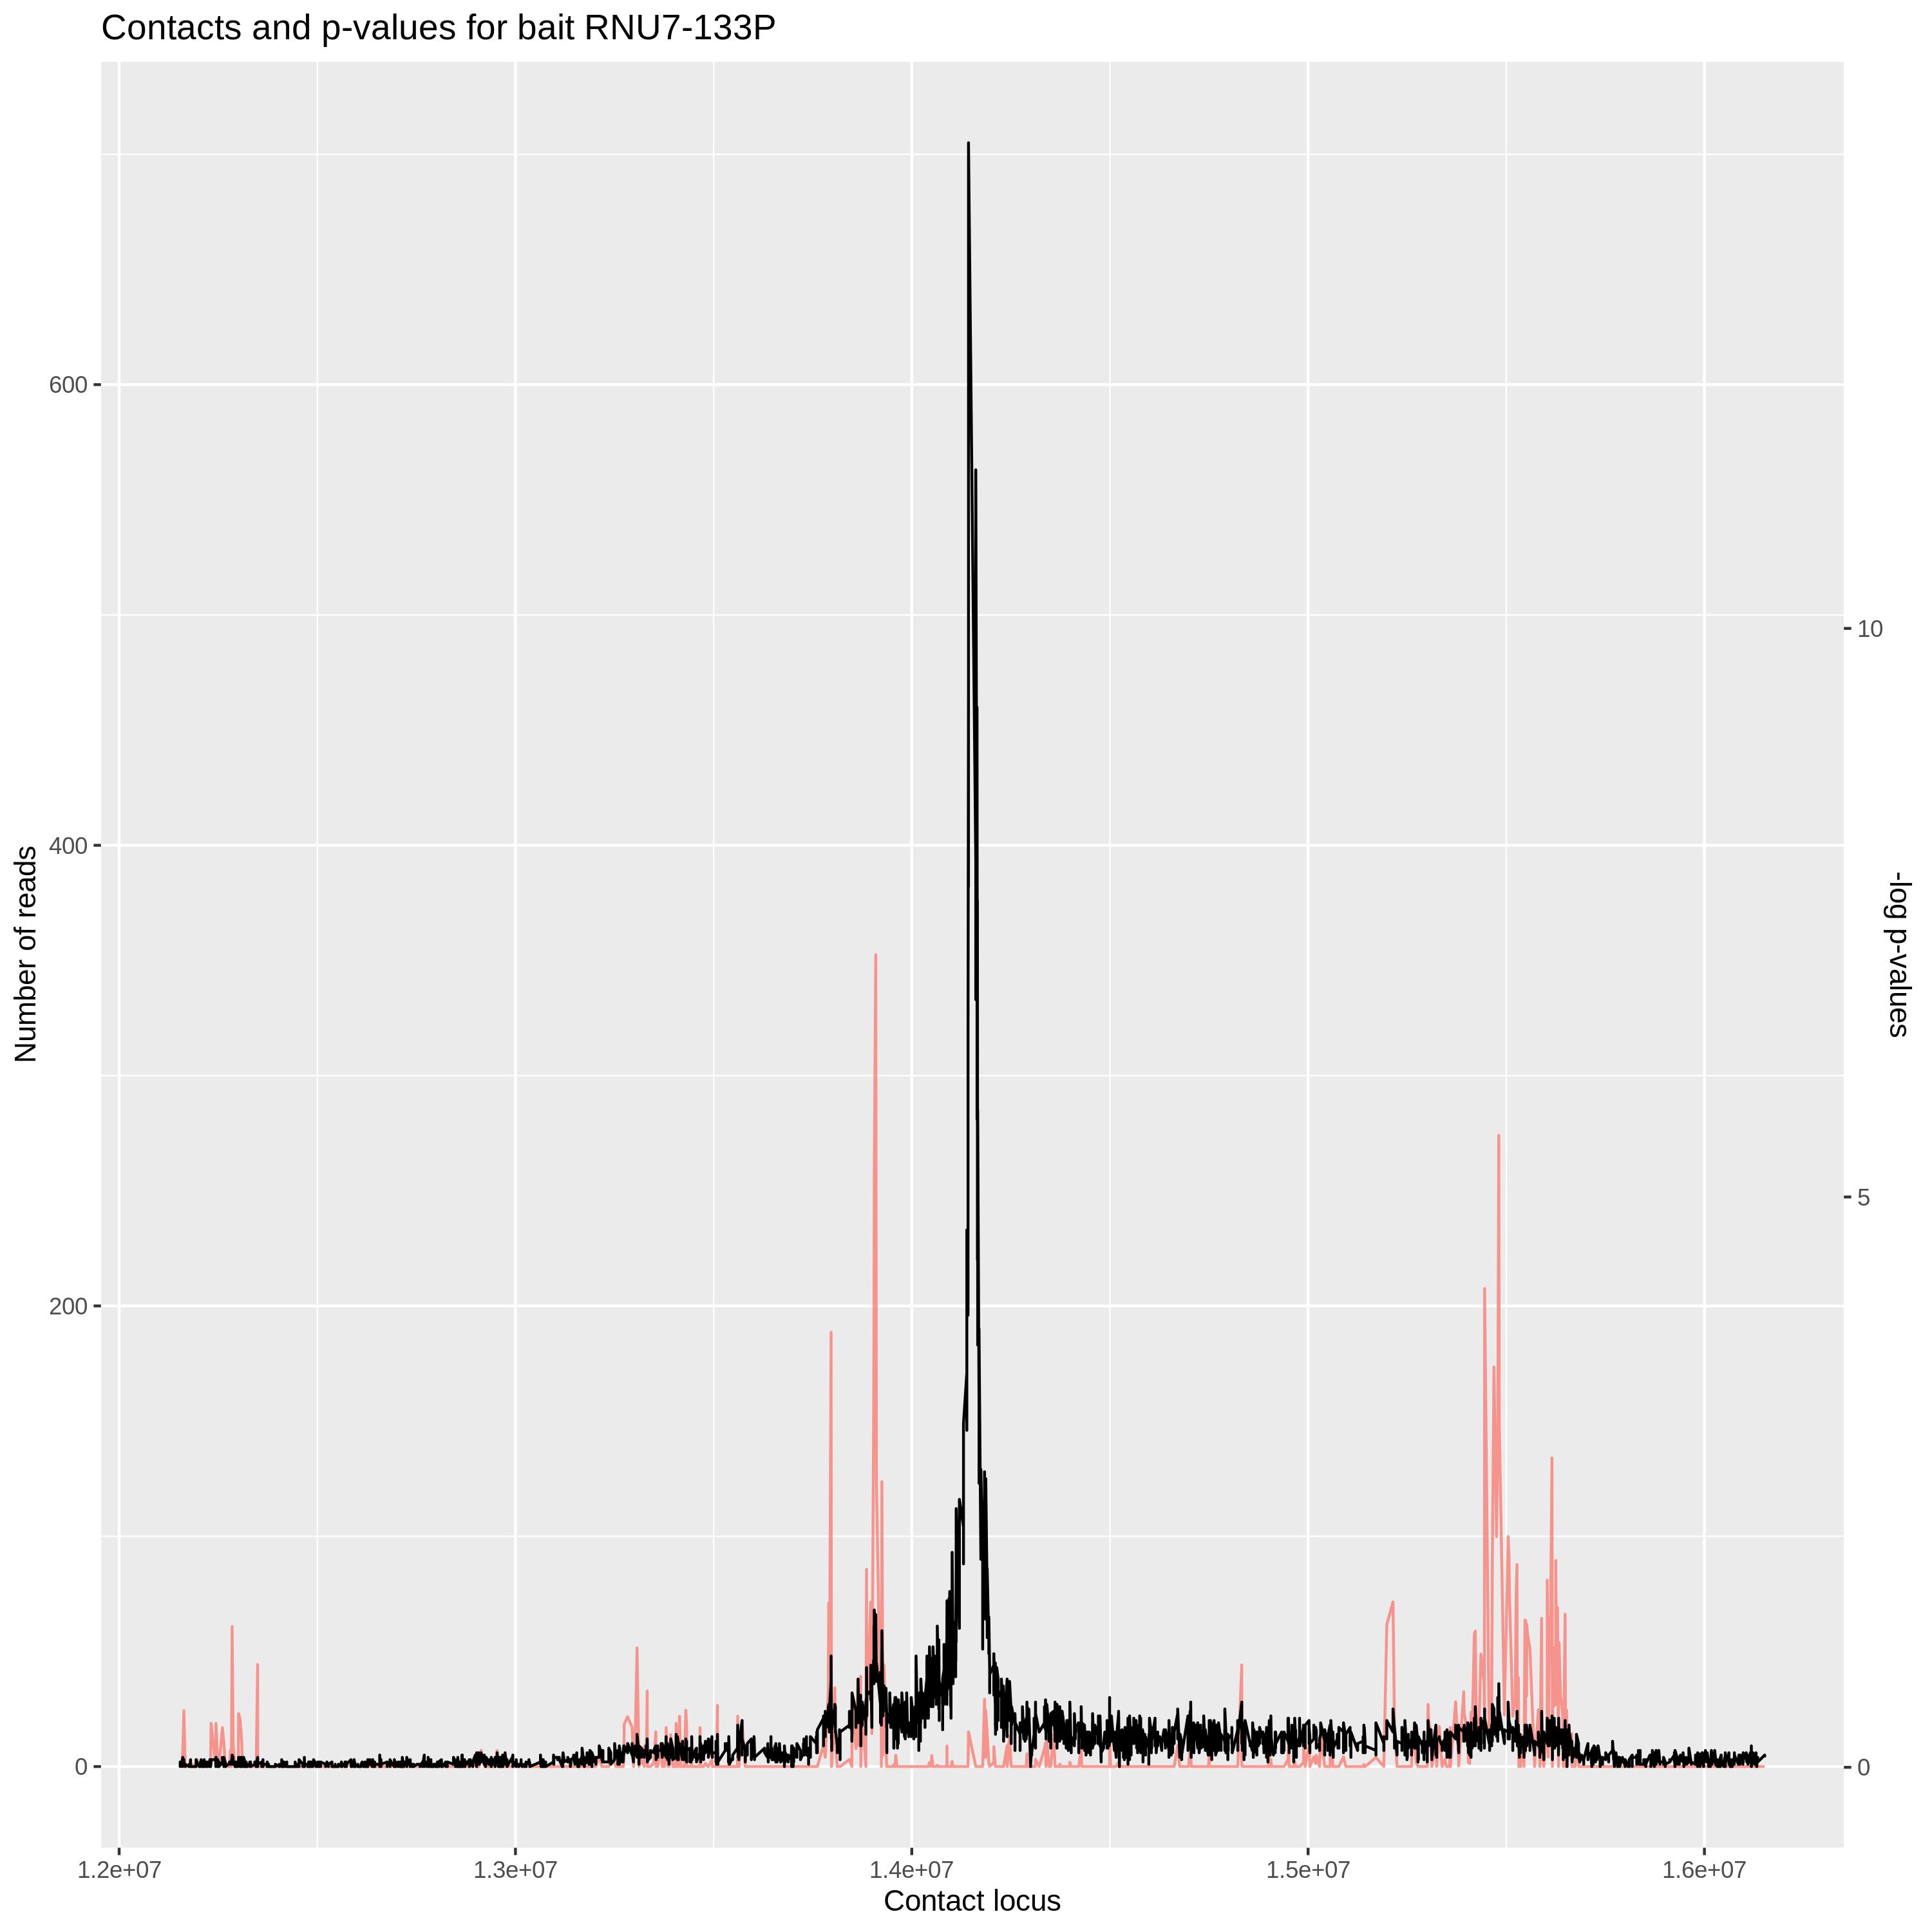 Contacts and p-values for bait RNU7-133P
Number of reads
600
400
200
0
10
5
0
-log p-values
1.2e+07
1.3e+07
1.4e+07
1.5e+07
1.6e+07
Contact locus